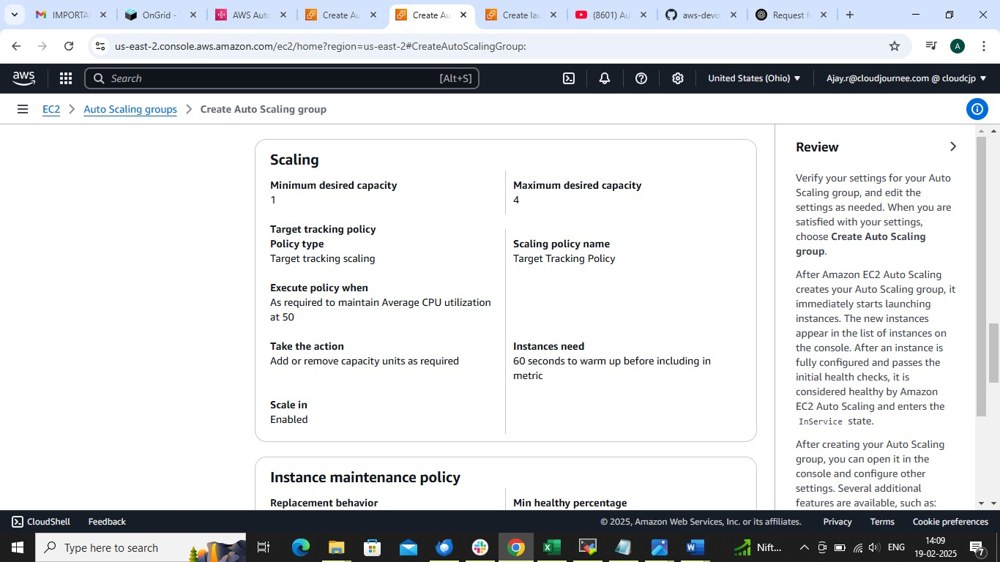 IMPORTA
OnGrid -
AWS Auto
Create Au
Create Au
Create lau
(8601) Au
aws-devo
Request f
us-east-2.console.aws.amazon.com/ec2/home?region=us-east-2#CreateAutoScalingGroup:
A
aws
Search
[Alt+S]
United States (Ohio)
Ajay.r@cloudjournee.com @ cloudcjp
EC2
Auto Scaling groups
Create Auto Scaling group
Scaling
Minimum desired capacity
1
Maximum desired capacity
4
Target tracking policy
Policy type
Target tracking scaling
Scaling policy name
Target Tracking Policy
Execute policy when
As required to maintain Average CPU utilization
at 50
Take the action
Add or remove capacity units as required
Instances need
60 seconds to warm up before including in
metric
Scale in
Enabled
Instance maintenance policy
Replacement behavior
Min healthy percentage
Review
Verify your settings for your Auto
Scaling group, and edit the
settings as needed. When you are
satisfied with your settings,
choose Create Auto Scaling
group.
After Amazon EC2 Auto Scaling
creates your Auto Scaling group, it
immediately starts launching
instances. The new instances
appear in the list of instances on
the console. After an instance is
fully configured and passes the
initial health checks, it is
considered healthy by Amazon
EC2 Auto Scaling and enters the
InService state.
After creating your Auto Scaling
group, you can open it in the
console and configure other
settings. Several additional
features are available, such as:
CloudShell
Feedback
© 2025, Amazon Web Services, Inc. or its affiliates.
Privacy
Terms
Cookie preferences
Type here to search
Nift...
ENG
14:09
19-02-2025
7